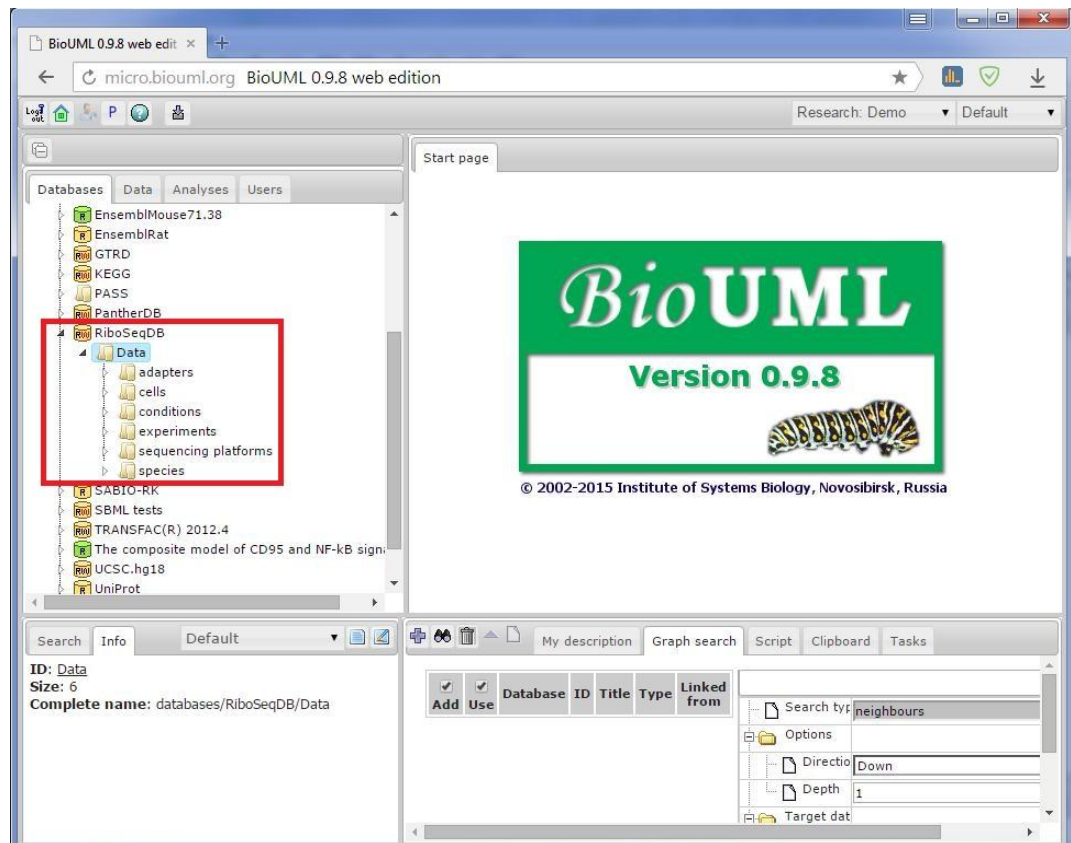 BioUML 0.9.8 web edit
micro.biouml.org BioUML 0.9.8 web edition
Log out P ? Research: Demo Default
Start page
Databases Data Analyses Users
EnsemblMouse71.38
EnsemblRat
GTRD
KEGG
PASS
PantherDB
RiboSeqDB
Data
adapters
cells
conditions
experiments
sequencing platforms
species
SABIO-RK
SBML tests
TRANSFAC(R) 2012.4
The composite model of CD95 and NF-kB sign
UCSC.hg18
UniProt
BioUML
Version 0.9.8
© 2002-2015 Institute of Systems Biology, Novosibirsk, Russia
Search Info Default
ID: Data
Size: 6
Complete name: databases/RiboSeqDB/Data
My description Graph search Script Clipboard Tasks
Add Use Database ID Title Type Linked from
Search typ neighbours
Options
Directio Down
Depth 1
Target dat